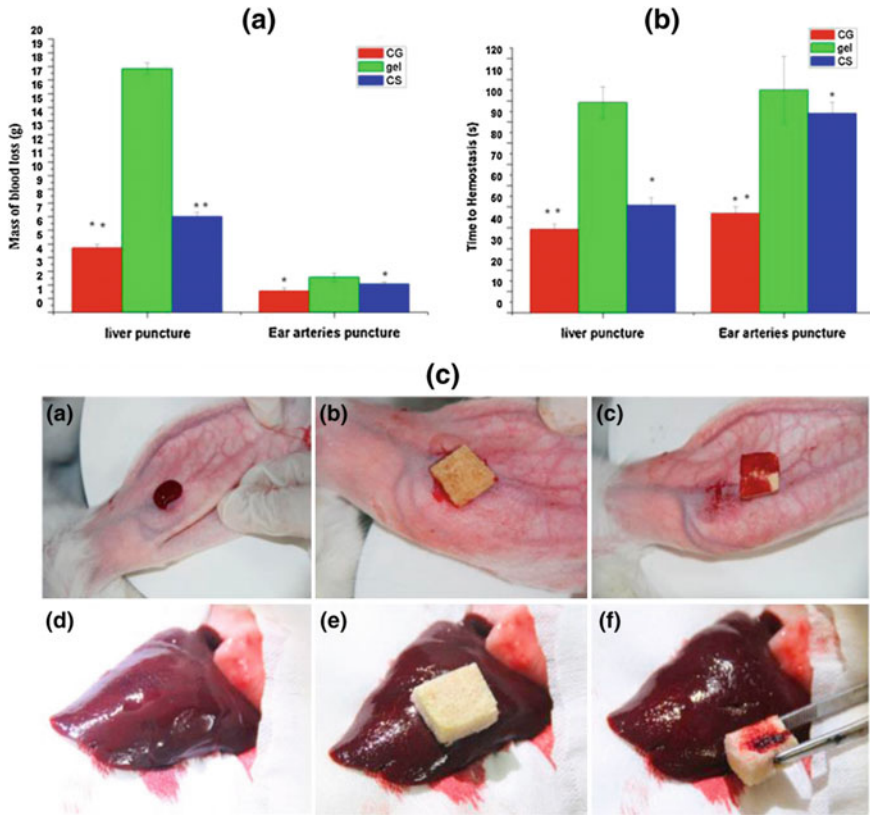 (a)
20
19
18
17
16
15
14
13
12
11
10
9
8
7
6
5
4
3
2
1
0
Mass of blood loss (g)
CG
gel
CS
* *
* *
*
*
liver puncture
Ear arteries puncture
(b)
120
110
100
90
80
70
60
50
40
30
20
10
0
Time to Hemostasis (s)
CG
gel
CS
* *
*
* *
*
liver puncture
Ear arteries puncture
(c)
(a)
(b)
(c)
(d)
(e)
(f)